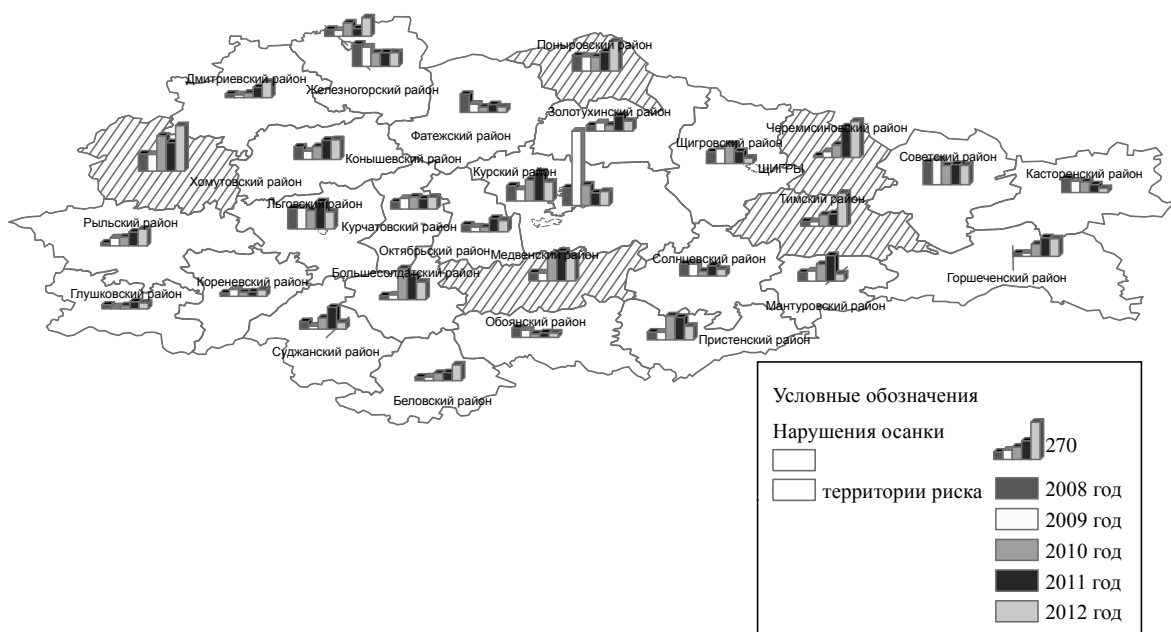 Поныровский район
Дмитриевский район
Железногорский район
Золотухинский район
Фатежский район
Черемисиновский район
Щигровский район
ЩИГРЫ
Советский район
Касторенский район
Конышевский район
Хомутовский район
Курский район
Льговский район
Тимский район
Рыльский район
Курчатовский район
Октябрьский район
Медвенский район
Солнцевский район
Большесолдатский район
Кореневский район
Глушковский район
Горшеченский район
Мантуровский район
Обоянский район
Пристенский район
Суджанский район
Беловский район
Условные обозначения
Нарушения осанки
270
территории риска
2008 год
2009 год
2010 год
2011 год
2012 год